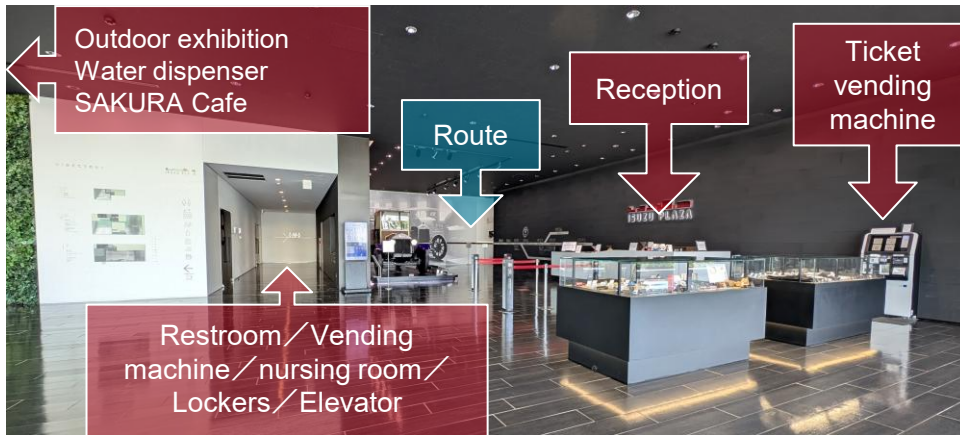 Outdoor exhibition
Water dispenser
SAKURA Cafe
Route
Reception
Ticket
vending
machine
ISUZU PLAZA
Restroom／Vending
machine／nursing room／
Lockers／Elevator